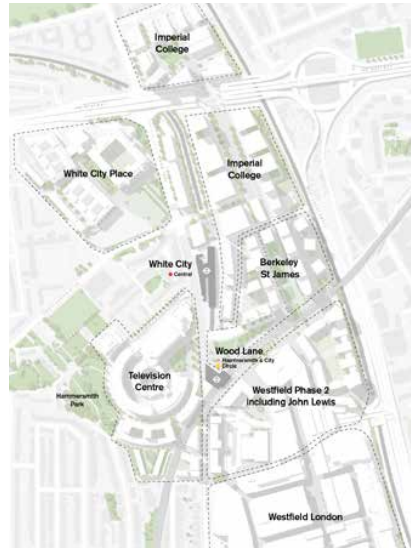 Imperial
College
White City Place
Imperial
College
White City
Central
Berkeley
St James
Wood Lane
Hammersmith & City
Circle
Television
Centre
Hammersmith
Park
Westfield Phase 2
including John Lewis
Westfield London